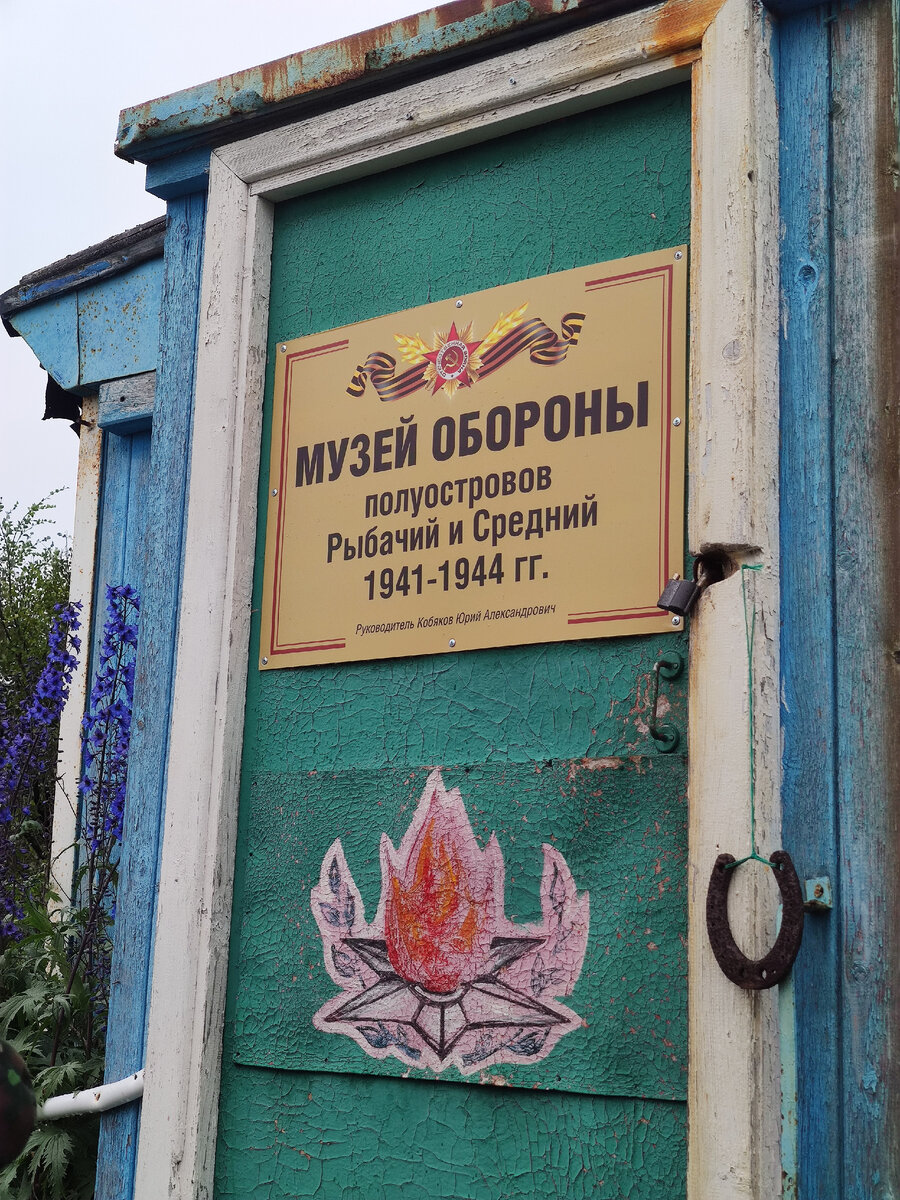 МУЗЕЙ ОБОРОНЫ
полуостровов
Рыбачий и Средний
1941-1944 гг.
Руководитель Кобяков Юрий Александрович